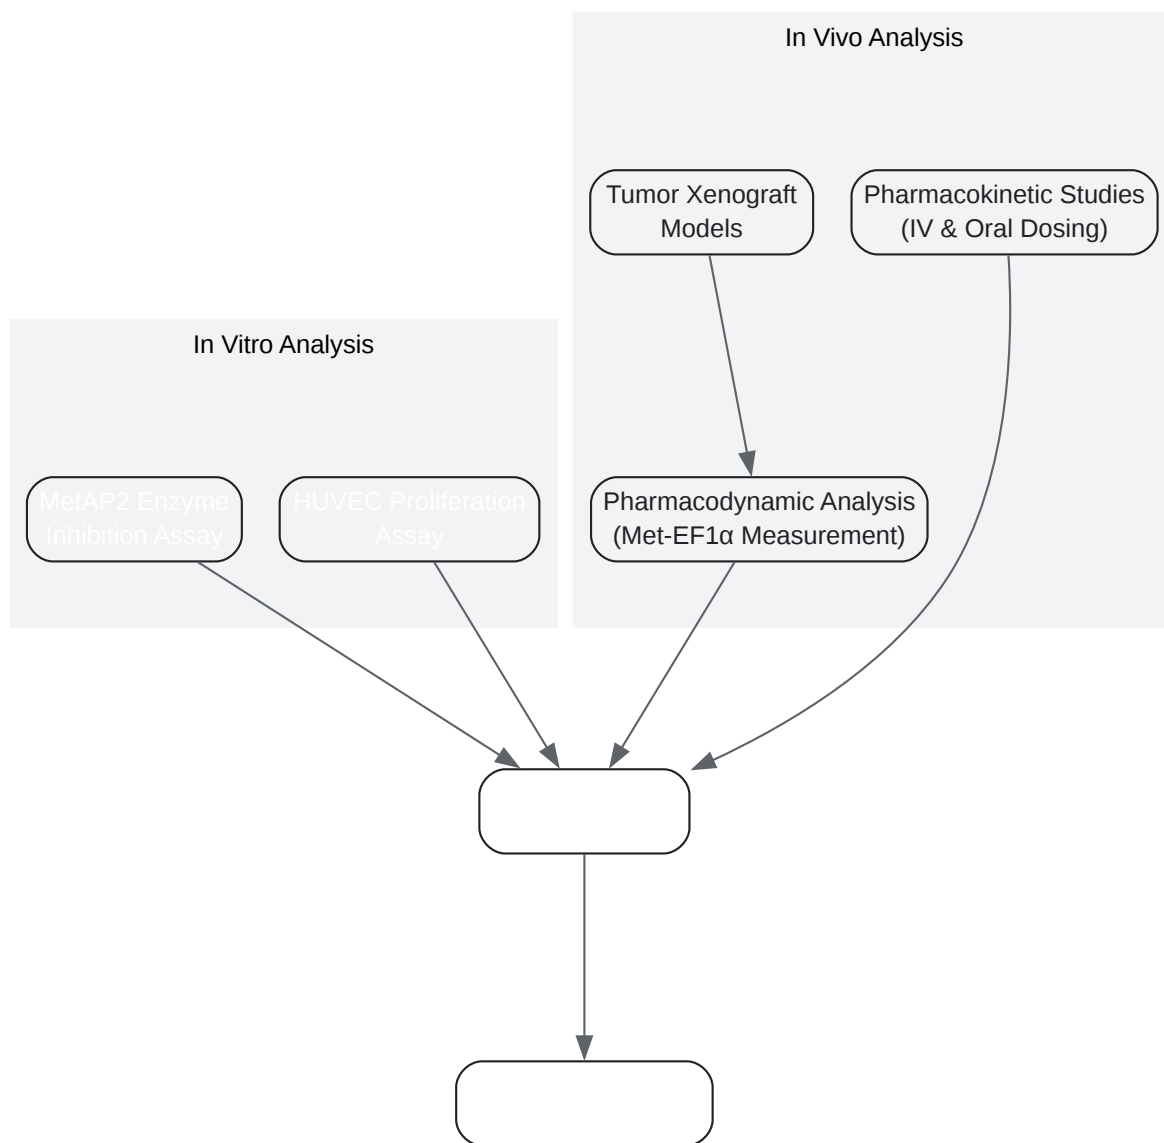 In Vivo Analysis
Tumor Xenograft
Models
Pharmacokinetic Studies
(IV & Oral Dosing)
In Vitro Analysis
MetAP2 Enzyme
Inhibition Assay
HUVEC Proliferation
Assay
Pharmacodynamic Analysis
(Met-EF1α Measurement)